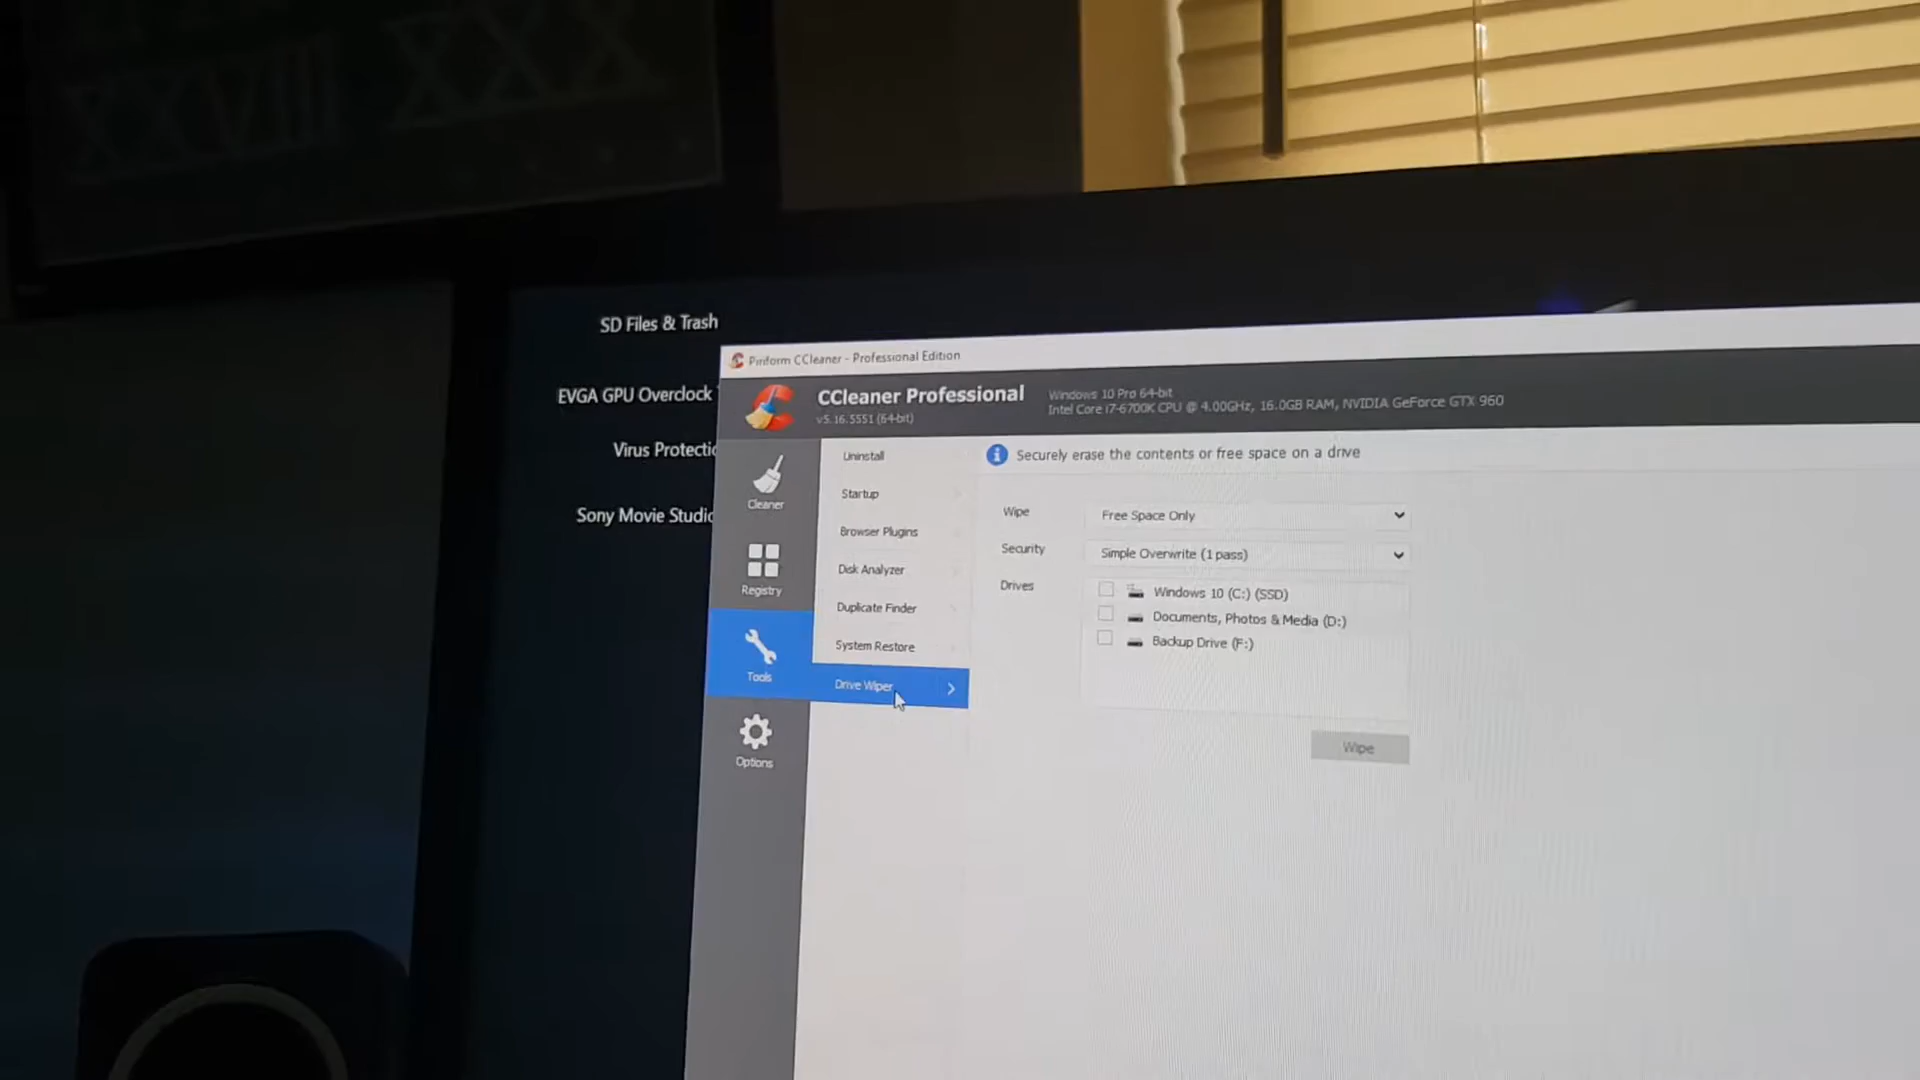 XXVIII XXX
SD Files & Trash
EVGA GPU Overclock
Virus Protectio
Sony Movie Studio
Piriform CCleaner - Professional Edition
CCleaner Professional
v5.16.5551 (64-bit)
Windows 10 Pro 64-bit
Intel Core i7-6700K CPU @ 4.00GHz, 16.0GB RAM, NVIDIA GeForce GTX 960
Cleaner
Registry
Tools
Options
Uninstall
Startup
Browser Plugins
Disk Analyzer
Duplicate Finder
System Restore
Drive Wiper
Securely erase the contents or free space on a drive
Wipe
Free Space Only
Security
Simple Overwrite (1 pass)
Drives
Windows 10 (C:) (SSD)
Documents, Photos & Media (D:)
Backup Drive (F:)
Wipe